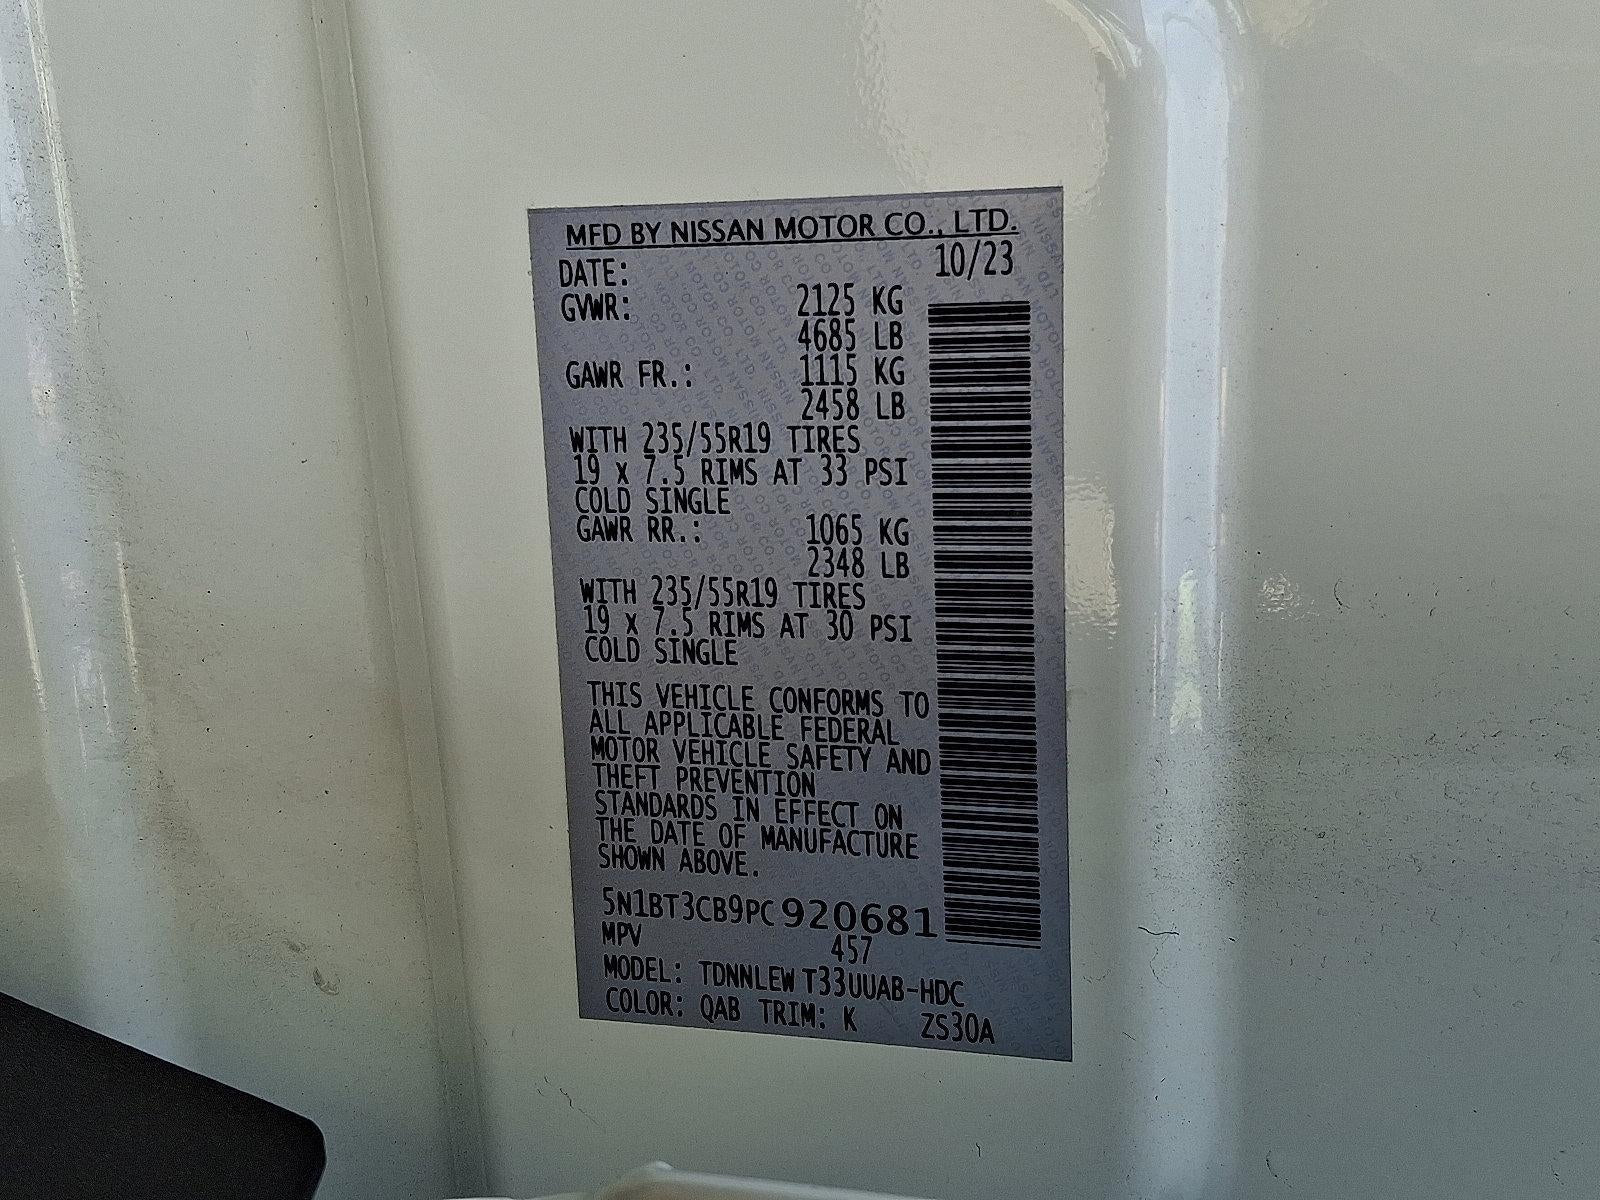 MFD BY NISSAN MOTOR CO., LTD.
DATE: 10/23
GVWR: 2125 KG
4685 LB
GAWR FR.: 1115 KG
2458 LB
WITH 235/55R19 TIRES
19 x 7.5 RIMS AT 33 PSI
COLD SINGLE
GAWR RR.: 1065 KG
2348 LB
WITH 235/55R19 TIRES
19 x 7.5 RIMS AT 30 PSI
COLD SINGLE
THIS VEHICLE CONFORMS TO
ALL APPLICABLE FEDERAL
MOTOR VEHICLE SAFETY AND
THEFT PREVENTION
STANDARDS IN EFFECT ON
THE DATE OF MANUFACTURE
SHOWN ABOVE.
5N1BT3CB9PC920681
MPV 457
MODEL: TDNNLEW T33UUAB-HDC
COLOR: QAB TRIM: K ZS30A